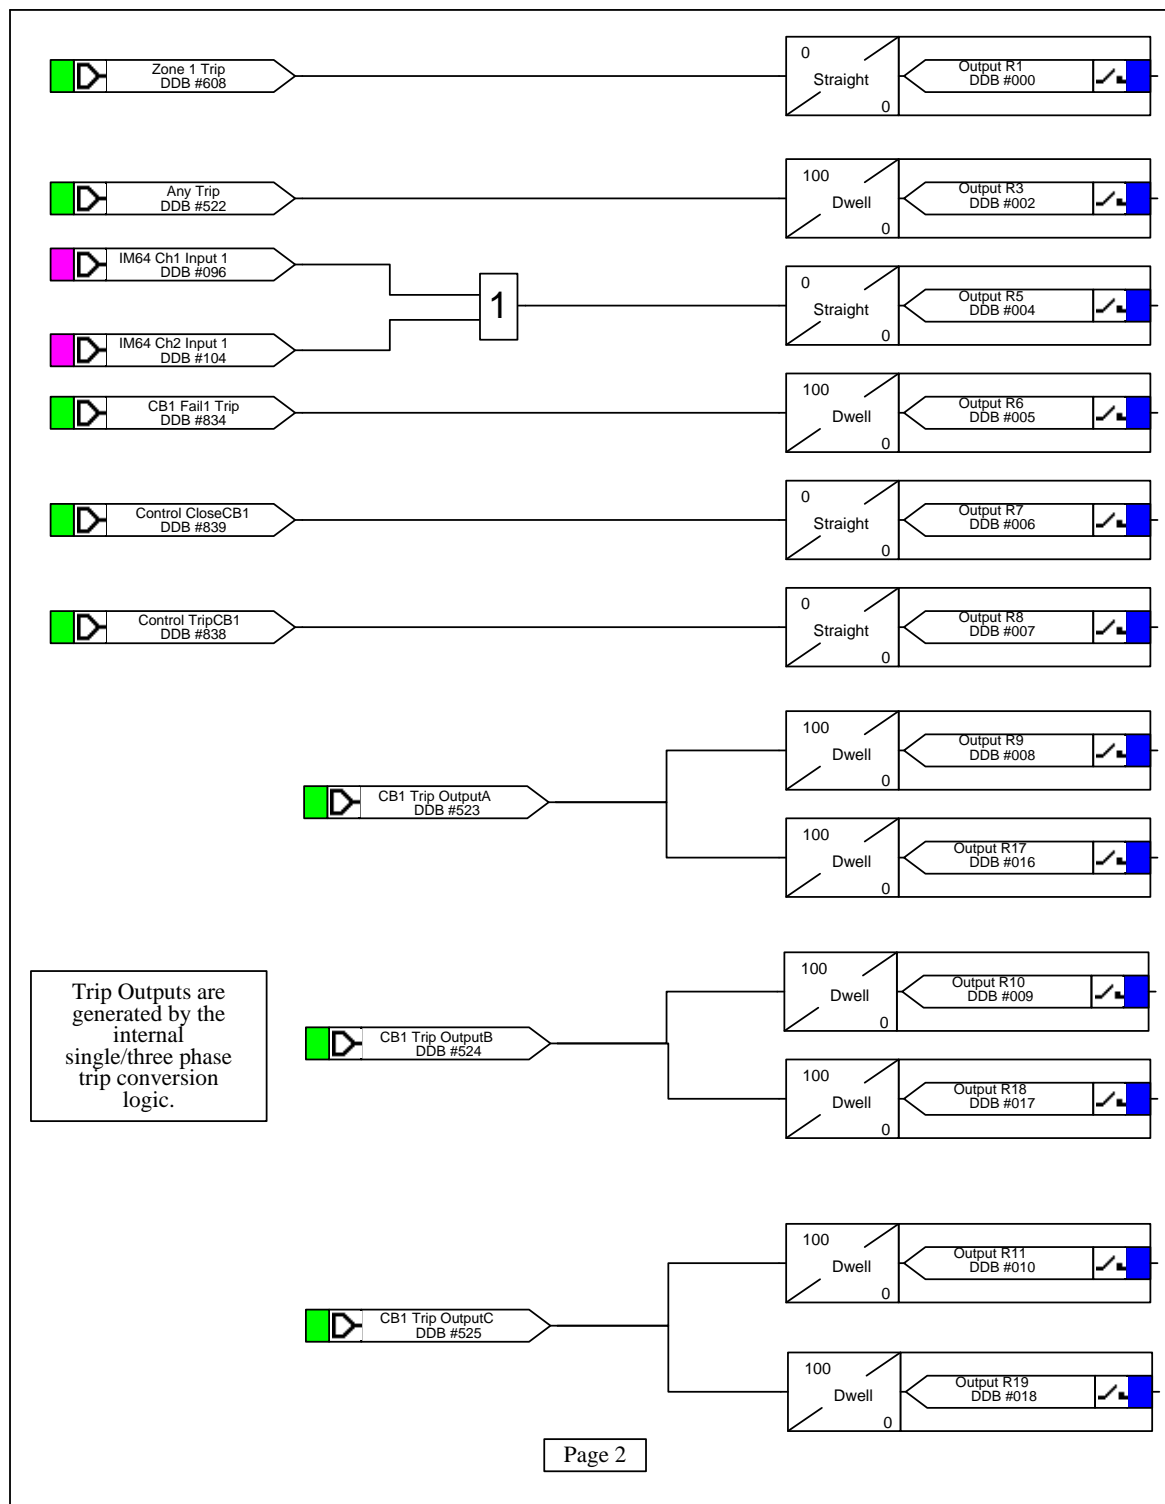 Zone 1 Trip
DDB #608
0
Straight
0
Output R1
DDB #000
Any Trip
DDB #522
100
Dwell
0
Output R3
DDB #002
IM64 Ch1 Input 1
DDB #096
IM64 Ch2 Input 1
DDB #104
1
0
Straight
0
Output R5
DDB #004
CB1 Fail1 Trip
DDB #834
100
Dwell
0
Output R6
DDB #005
Control CloseCB1
DDB #839
0
Straight
0
Output R7
DDB #006
Control TripCB1
DDB #838
0
Straight
0
Output R8
DDB #007
CB1 Trip OutputA
DDB #523
100
Dwell
0
Output R9
DDB #008
100
Dwell
0
Output R17
DDB #016
Trip Outputs are
generated by the
internal
single/three phase
trip conversion
logic.
CB1 Trip OutputB
DDB #524
100
Dwell
0
Output R10
DDB #009
100
Dwell
0
Output R18
DDB #017
CB1 Trip OutputC
DDB #525
100
Dwell
0
Output R11
DDB #010
100
Dwell
0
Output R19
DDB #018
Page 2